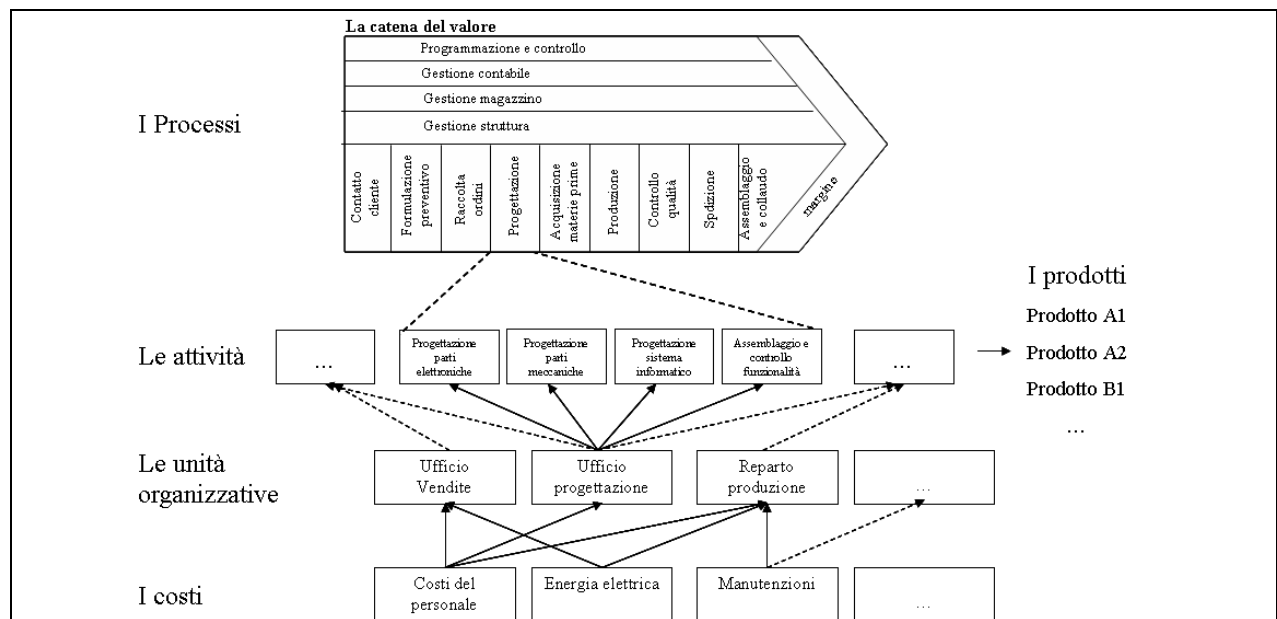 La catena del valore
Programmazione e controllo
Gestione contabile
Gestione magazzino
Gestione struttura
I Processi
Contatto
cliente
Formulazione
preventivo
Raccolta
ordini
Progettazione
Acquisizione
materie prime
Produzione
Controllo
qualità
Spdizione
Assemblaggio
e collaudo
margine
I prodotti
Prodotto A1
Prodotto A2
Prodotto B1
...
Le attività
...
Progettazione
parti
elettroniche
Progettazione
parti
meccaniche
Progettazione
sistema
informatico
Assemblaggio e
controllo
funzionalità
...
Le unità
organizzative
Ufficio
Vendite
Ufficio
progettazione
Reparto
produzione
...
I costi
Costi del
personale
Energia elettrica
Manutenzioni
...